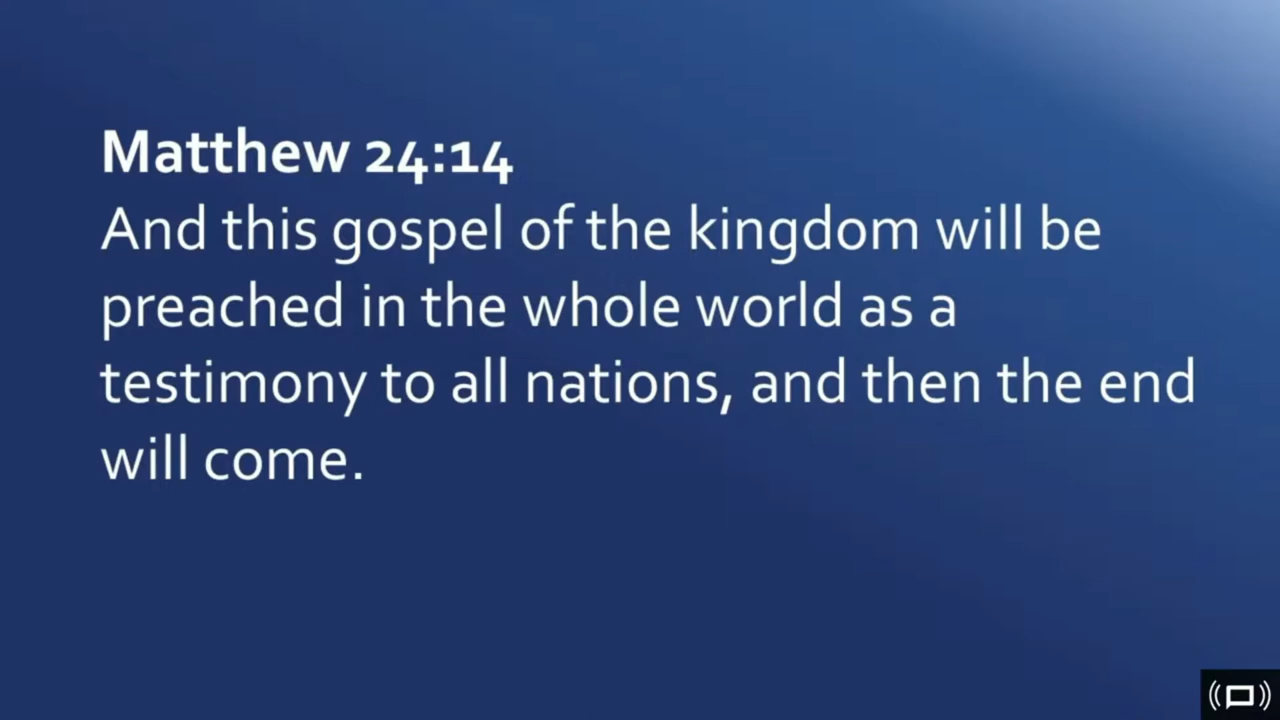 Matthew 24:14
And this gospel of the kingdom will be
preached in the whole world as a
testimony to all nations, and then the end
will come.